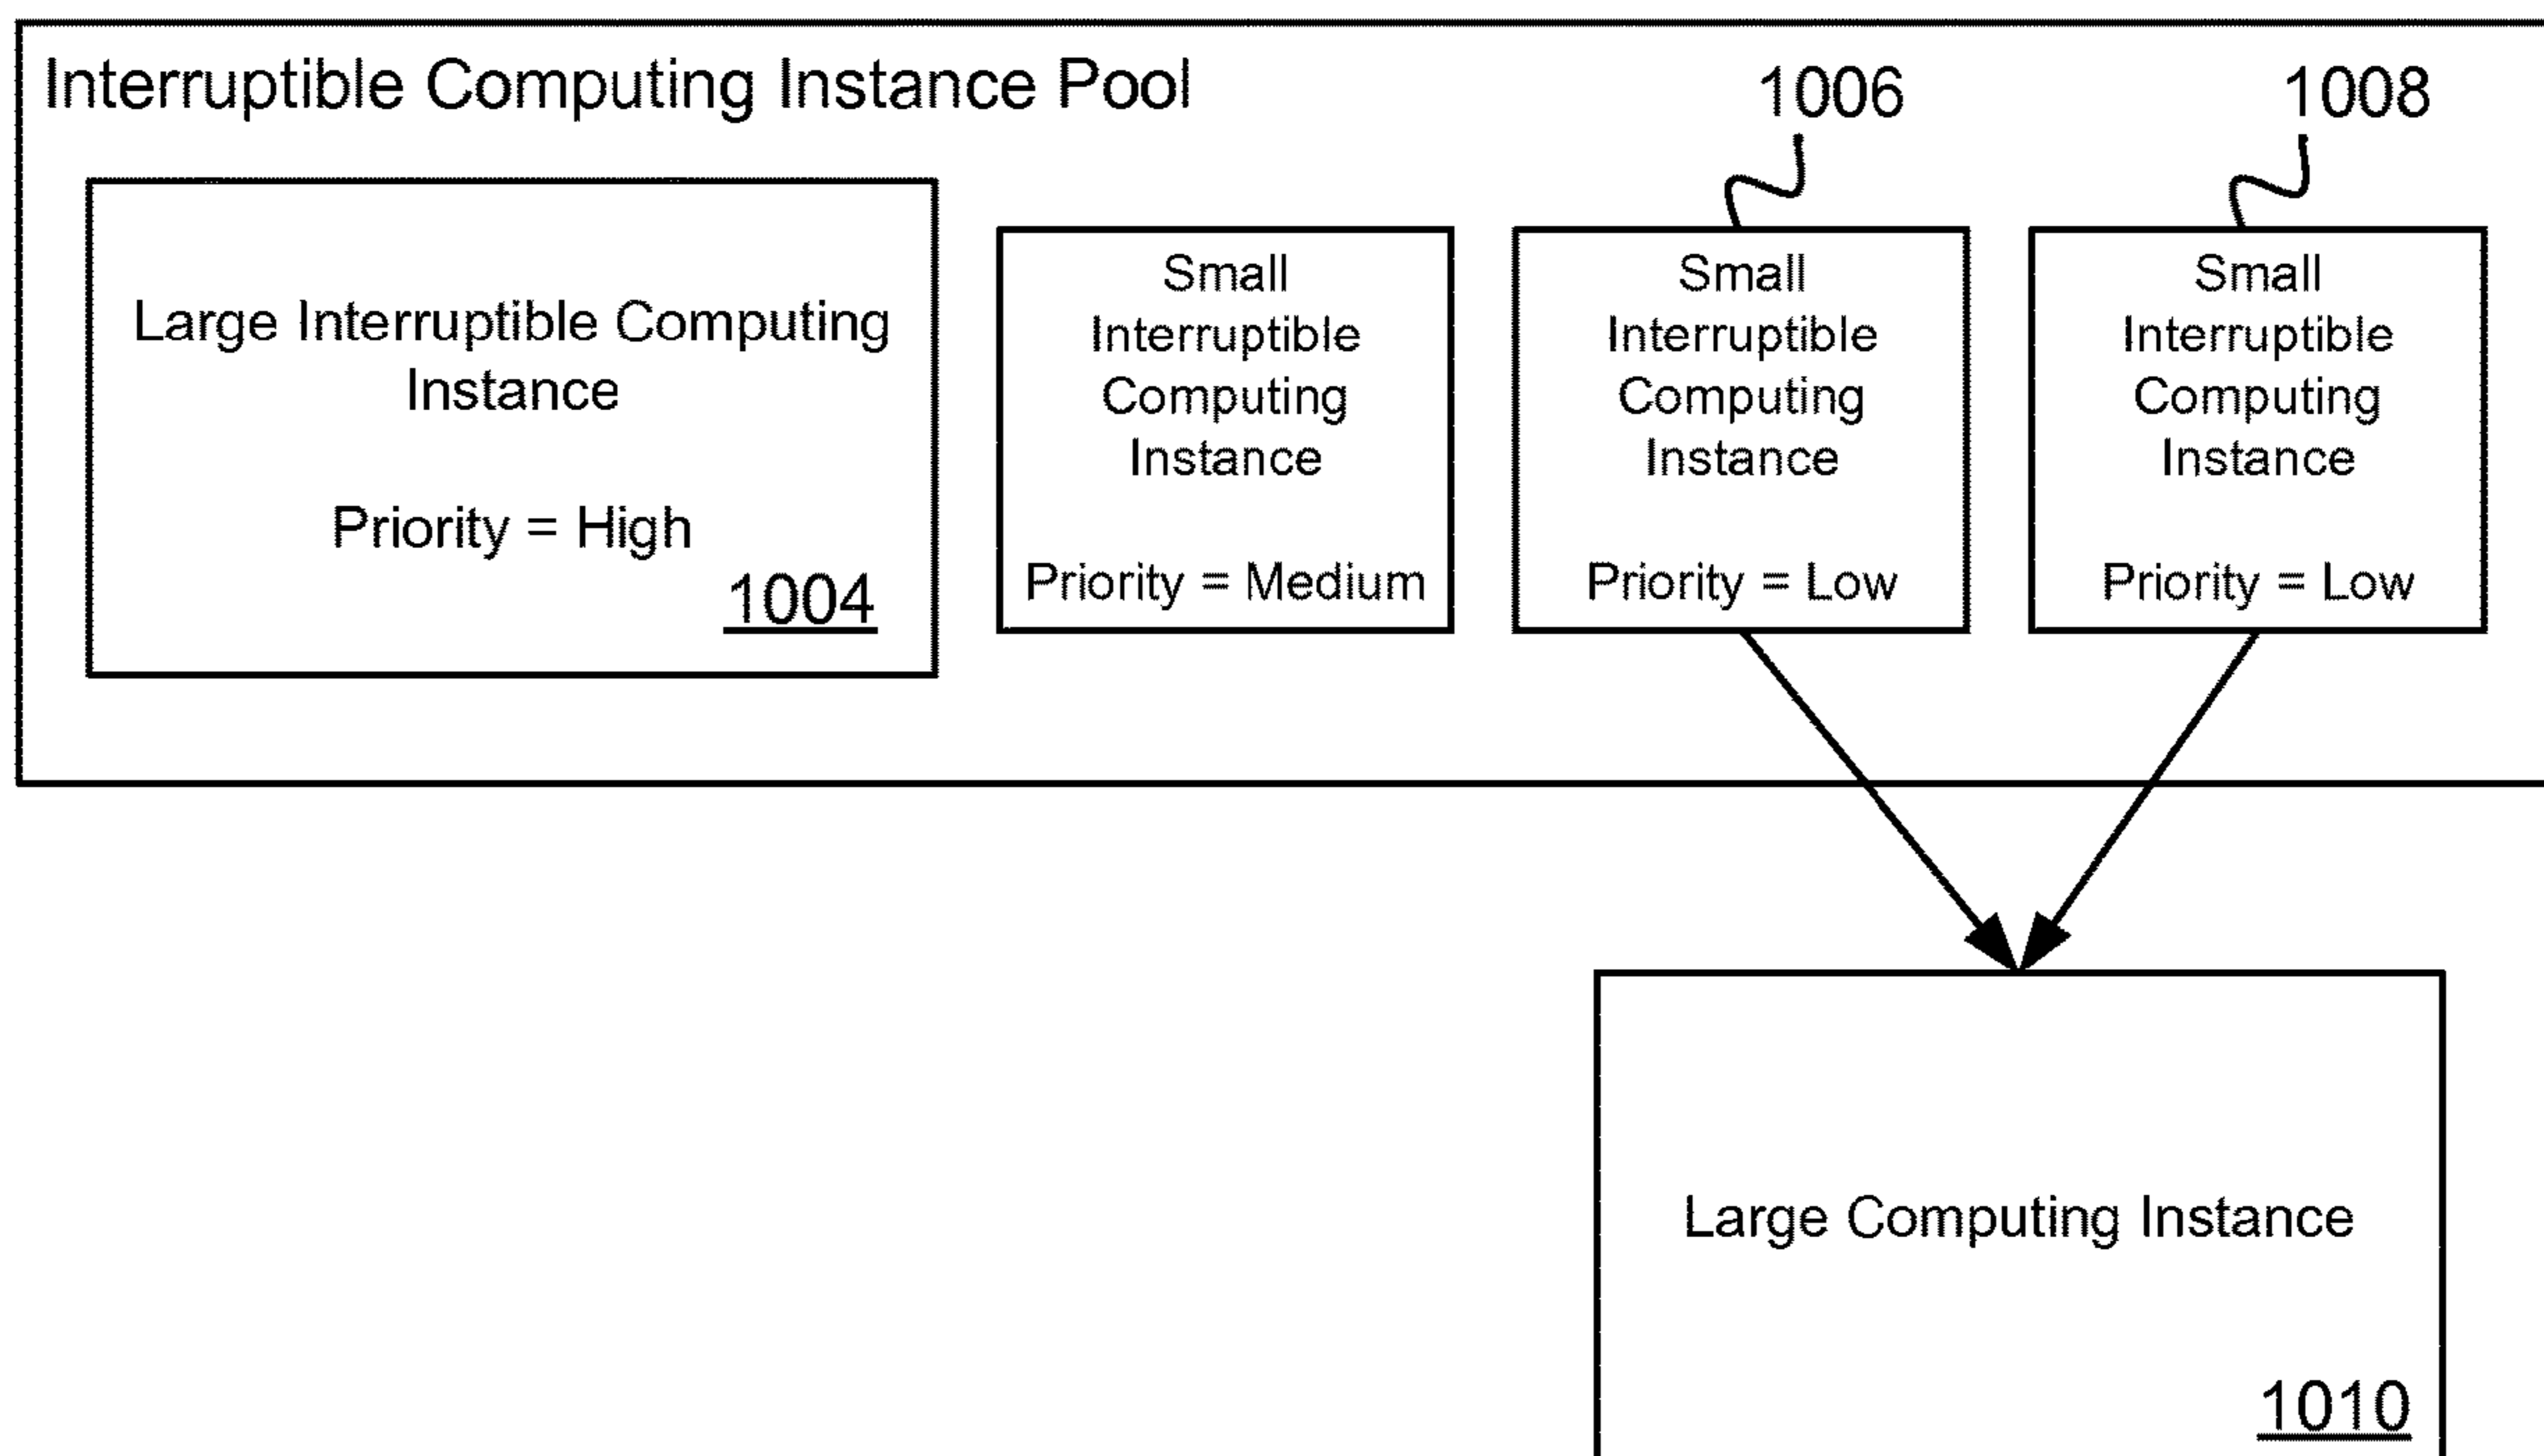 Interruptible Computing Instance Pool
1006
1008
Large Interruptible Computing
Instance
Priority = High
1004
Small
Interruptible
Computing
Instance
Priority = Medium
Small
Interruptible
Computing
Instance
Priority = Low
Small
Interruptible
Computing
Instance
Priority = Low
Large Computing Instance
1010